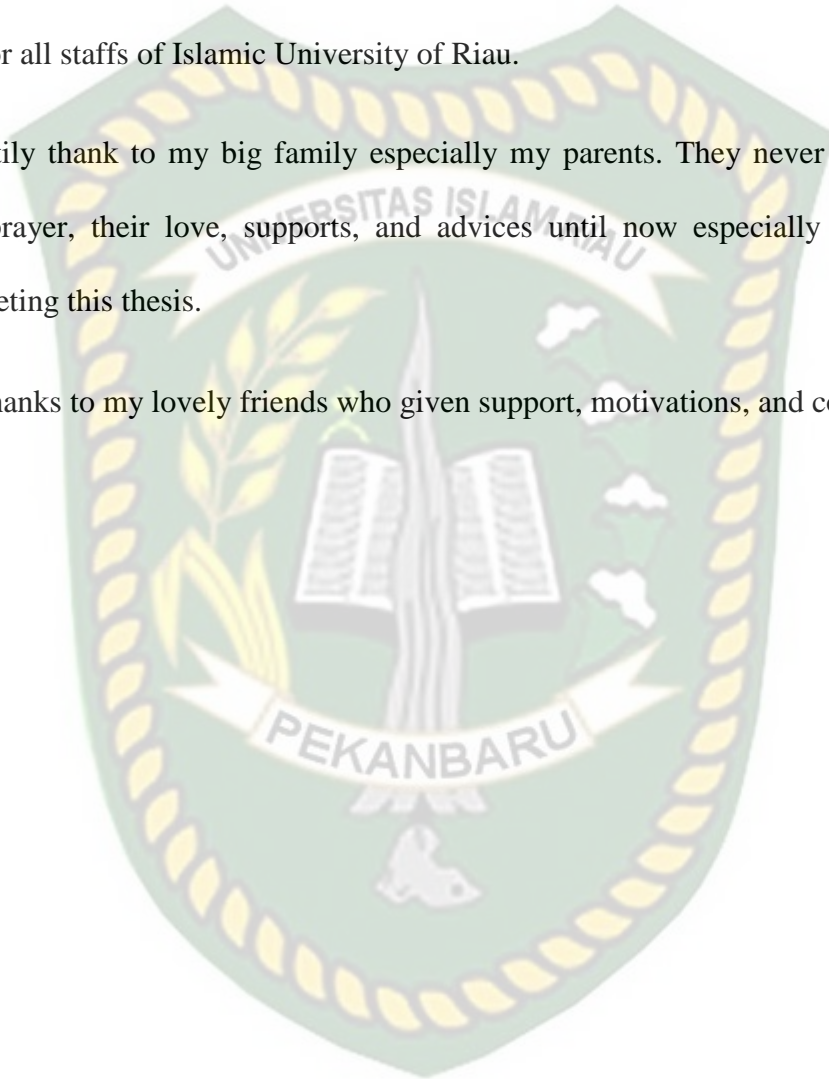 r all staffs of Islamic University of Riau.
tily thank to my big family especially my parents. They never
UNIVERSITAS ISLAM RIAU
prayer, their love, supports, and advices until now especially
eting this thesis.
hanks to my lovely friends who given support, motivations, and co
PEKANBARU